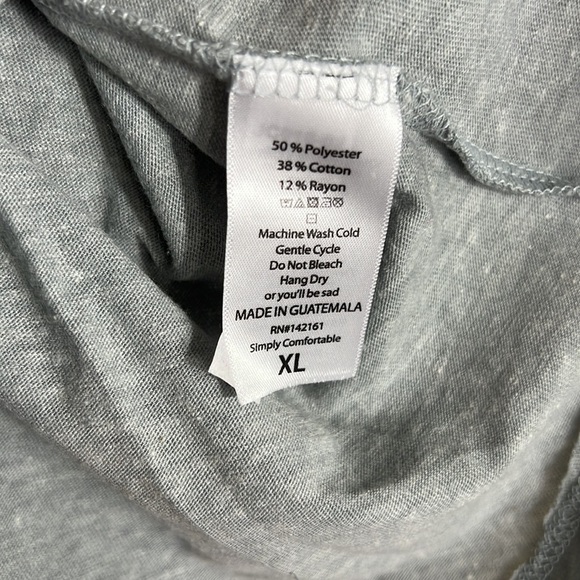 50 % Polyester
38 % Cotton
12 % Rayon
Machine Wash Cold
Gentle Cycle
Do Not Bleach
Hang Dry
or you'll be sad
MADE IN GUATEMALA
RN#142161
Simply Comfortable
XL